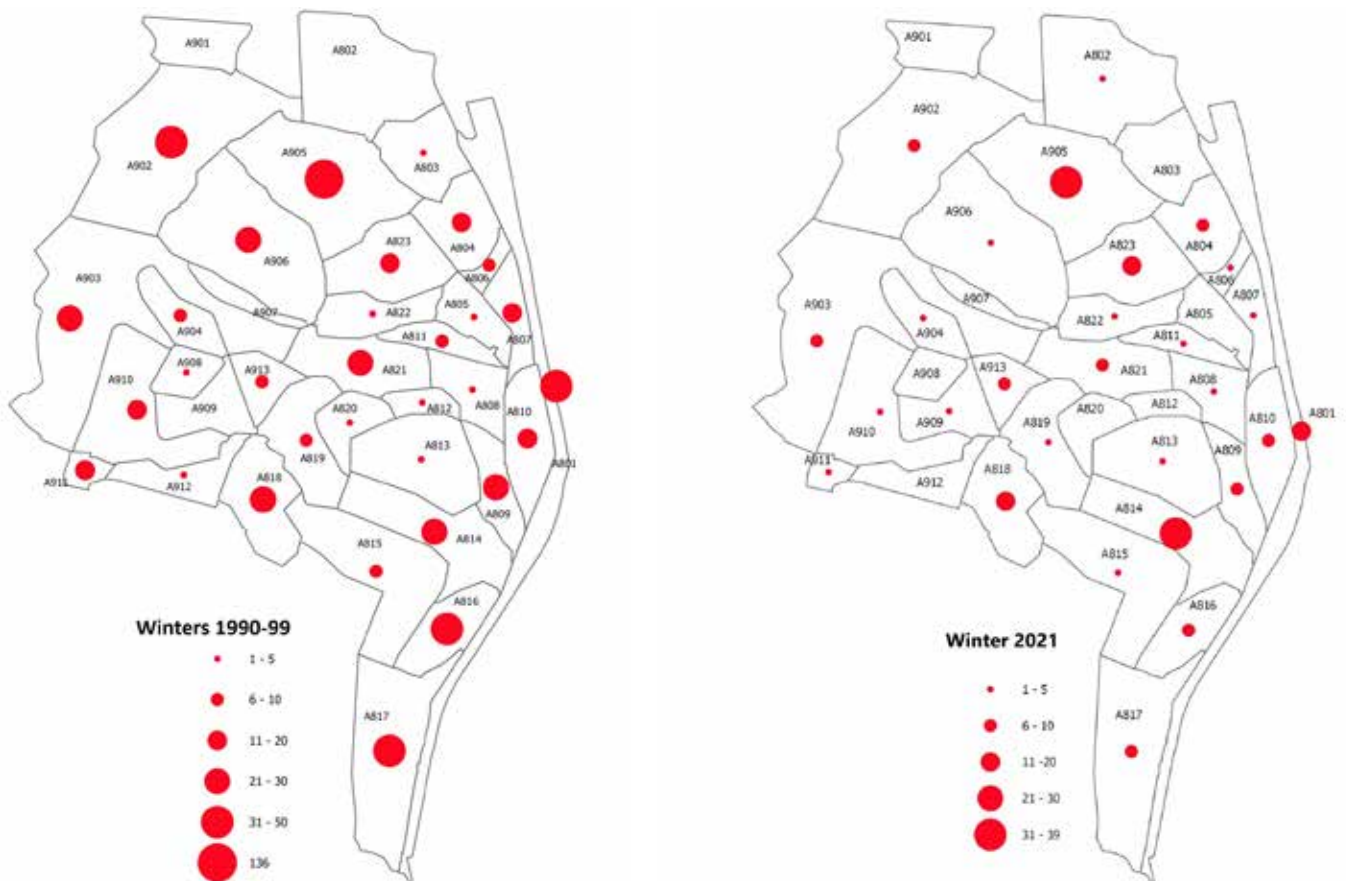 A901
A802
A905
A902
A803
A804
A823
A906
A806
A903
A805
A907
A822
A904
A811
A807
A821
A908
A913
A910
A808
A812
A810
A909
A820
A813
A819
A801
A911
A818
A912
A809
A814
A815
A816
Winters 1990-99
1 - 5
6 - 10
A817
11 - 20
21 - 30
31 - 50
136
A901
A802
A902
A905
A803
A906
A804
A823
A806
A903
A907
A807
A904
A822
A805
A811
A821
A908
A913
A808
A812
A909
A910
A819
A820
A810
A801
A813
A809
A911
A818
A912
A814
A815
A816
Winter 2021
1 - 5
6 - 10
A817
11 -20
21 - 30
31 - 39